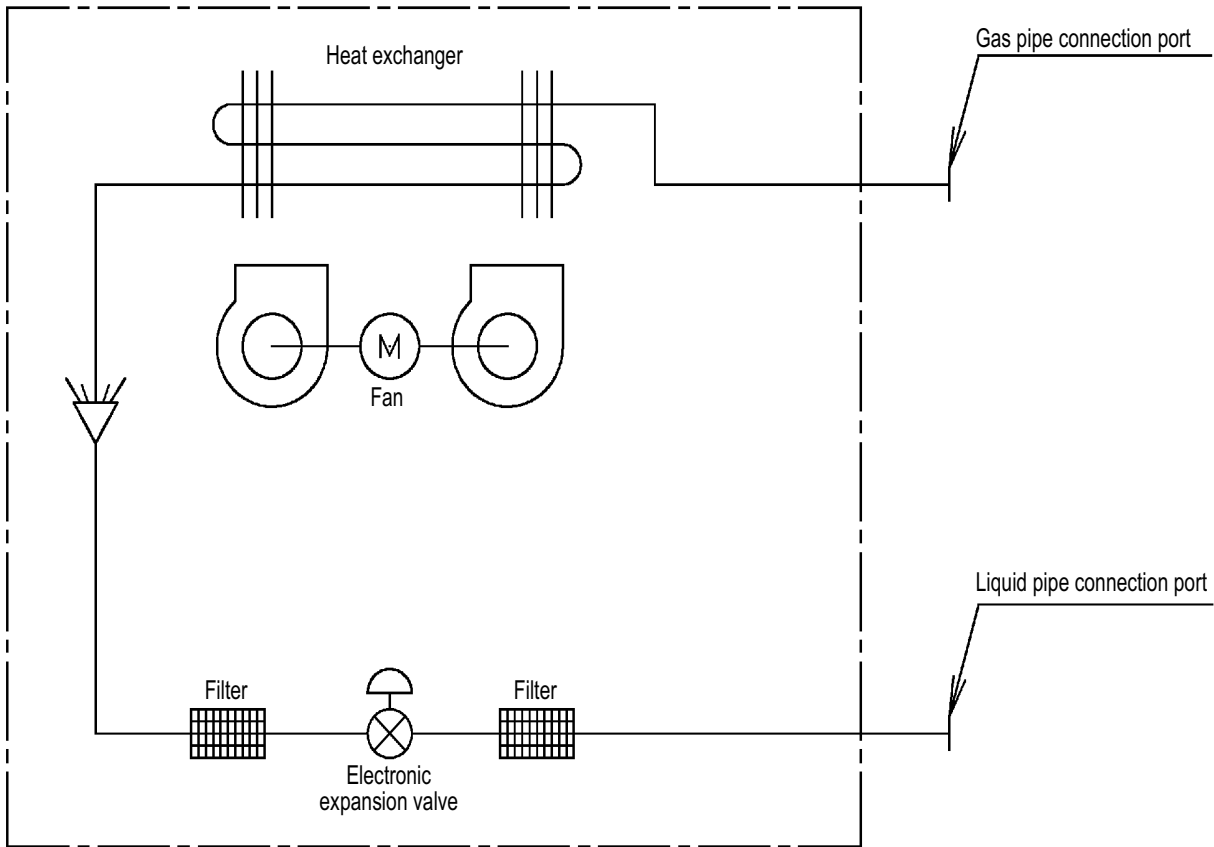 Gas pipe connection port
Heat exchanger
M
Fan
Liquid pipe connection port
Filter
Filter
Electronic
expansion valve